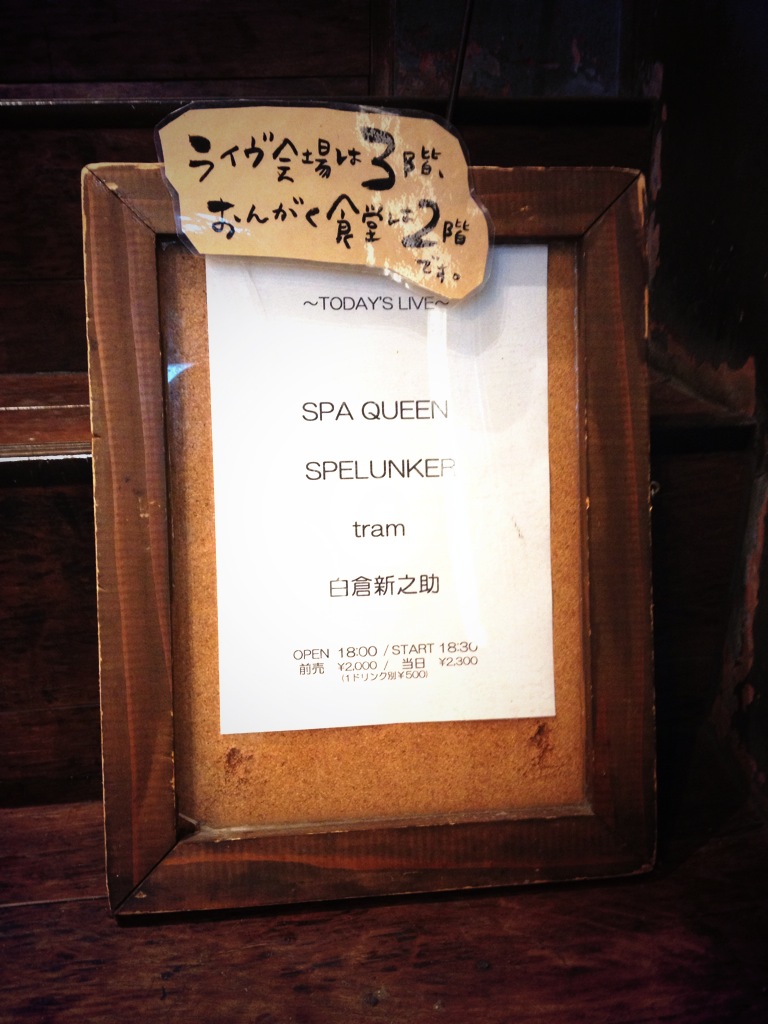 ライヴ会場は3階、
おんがく食堂は2階
です。
～TODAY'S LIVE～
SPA QUEEN
SPELUNKER
tram
白倉新之助
OPEN 18:00 / START 18:30
前売 ¥2,000 / 当日 ¥2,300
(1ドリンク別¥500)